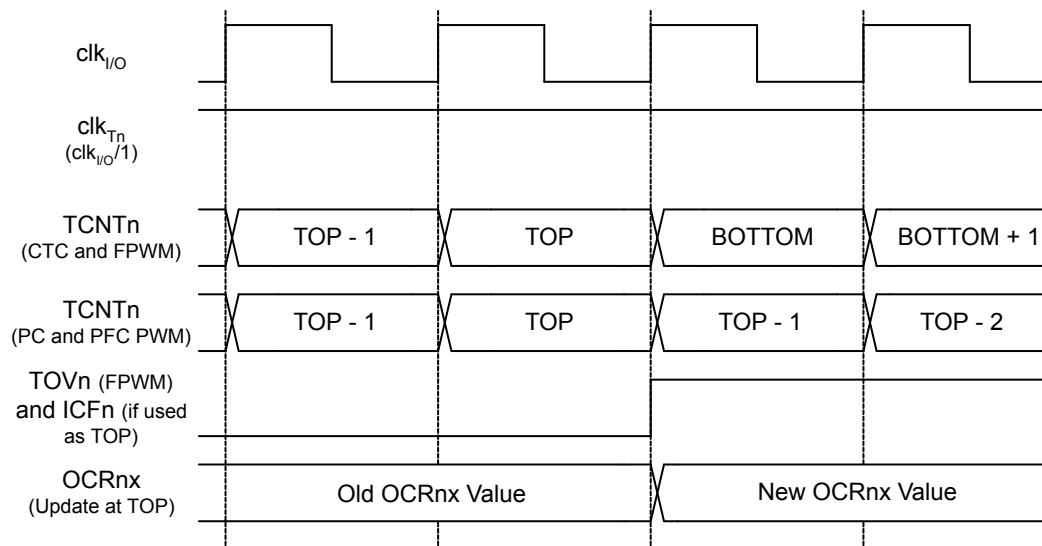 clkI/O
clkTn
(clkI/O/1)
TCNTn
(CTC and FPWM)
TOP - 1
TOP
BOTTOM
BOTTOM + 1
TCNTn
(PC and PFC PWM)
TOP - 1
TOP
TOP - 1
TOP - 2
TOVn (FPWM)
and ICFn (if used
as TOP)
OCRnx
(Update at TOP)
Old OCRnx Value
New OCRnx Value